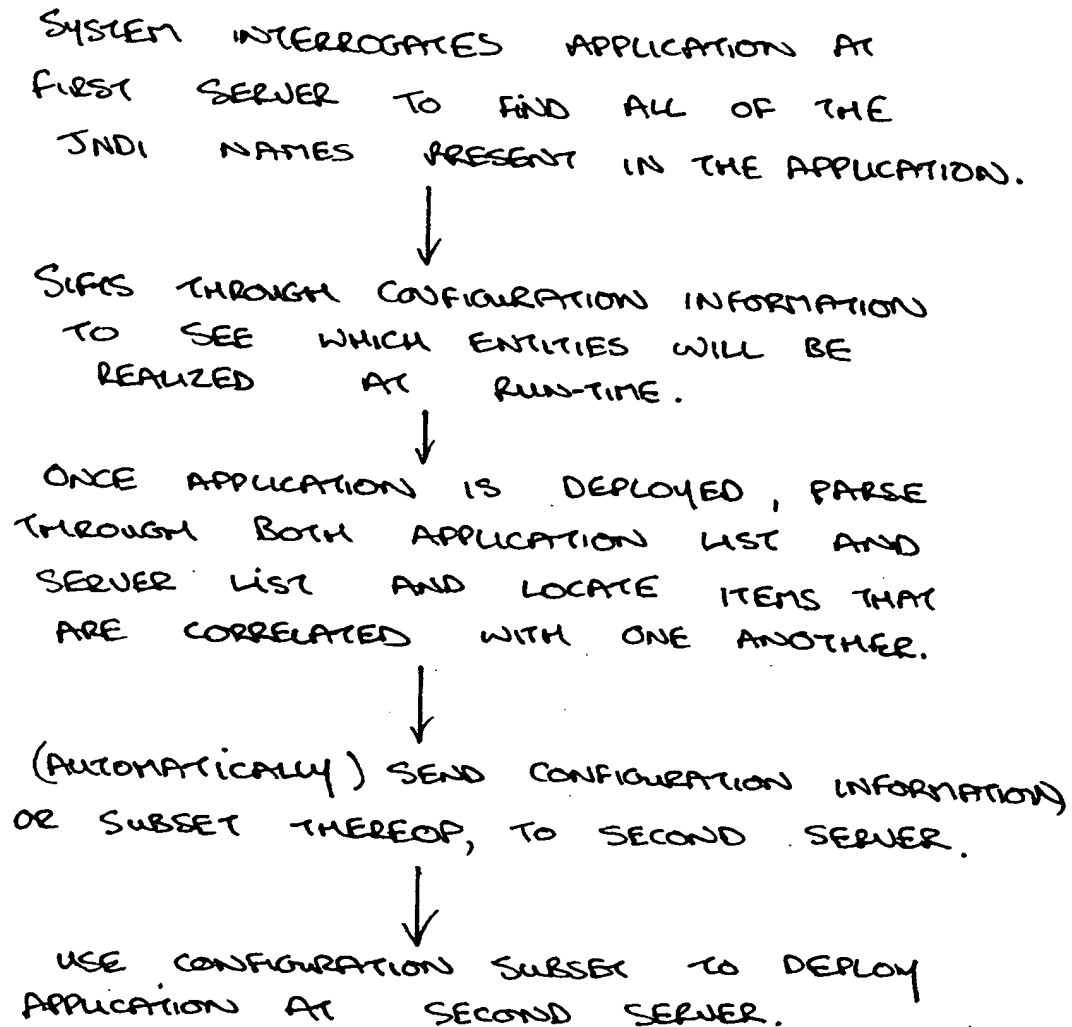 SYSTEM INTERROGATES APPLICATION AT
FIRST SERVER TO FIND ALL OF THE
JNDI NAMES PRESENT IN THE APPLICATION.
SIFTS THROUGH CONFIGURATION INFORMATION
TO SEE WHICH ENTITIES WILL BE
REALIZED AT RUN-TIME.
ONCE APPLICATION IS DEPLOYED, PARSE
THROUGH BOTH APPLICATION LIST AND
SERVER LIST AND LOCATE ITEMS THAT
ARE CORRELATED WITH ONE ANOTHER.
(AUTOMATICALLY) SEND CONFIGURATION INFORMATION,
OR SUBSET THEREOF, TO SECOND SERVER.
USE CONFIGURATION SUBSET TO DEPLOY
APPLICATION AT SECOND SERVER.